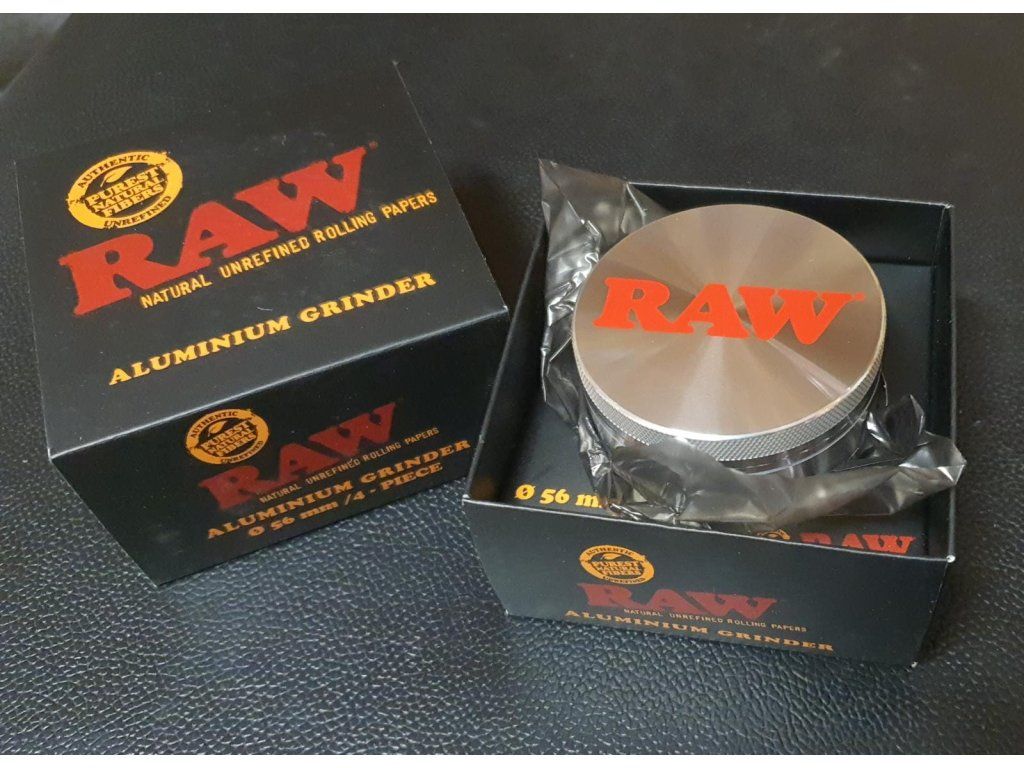 AUTHENTIC
PUREST
NATURAL
FIBERS
UNREFINED
RAW
NATURAL UNREFINED ROLLING PAPERS
ALUMINIUM GRINDER
AUTHENTIC
PUREST
NATURAL
FIBERS
UNREFINED
RAW
NATURAL UNREFINED ROLLING PAPERS
ALUMINIUM GRINDER
Ø 56 mm /4 - PIECE
RAW
Ø 56
RAW
AUTHENTIC
PUREST
NATURAL
FIBERS
UNREFINED
RAW
NATURAL UNREFINED ROLLING PAPERS
ALUMINIUM GRINDER